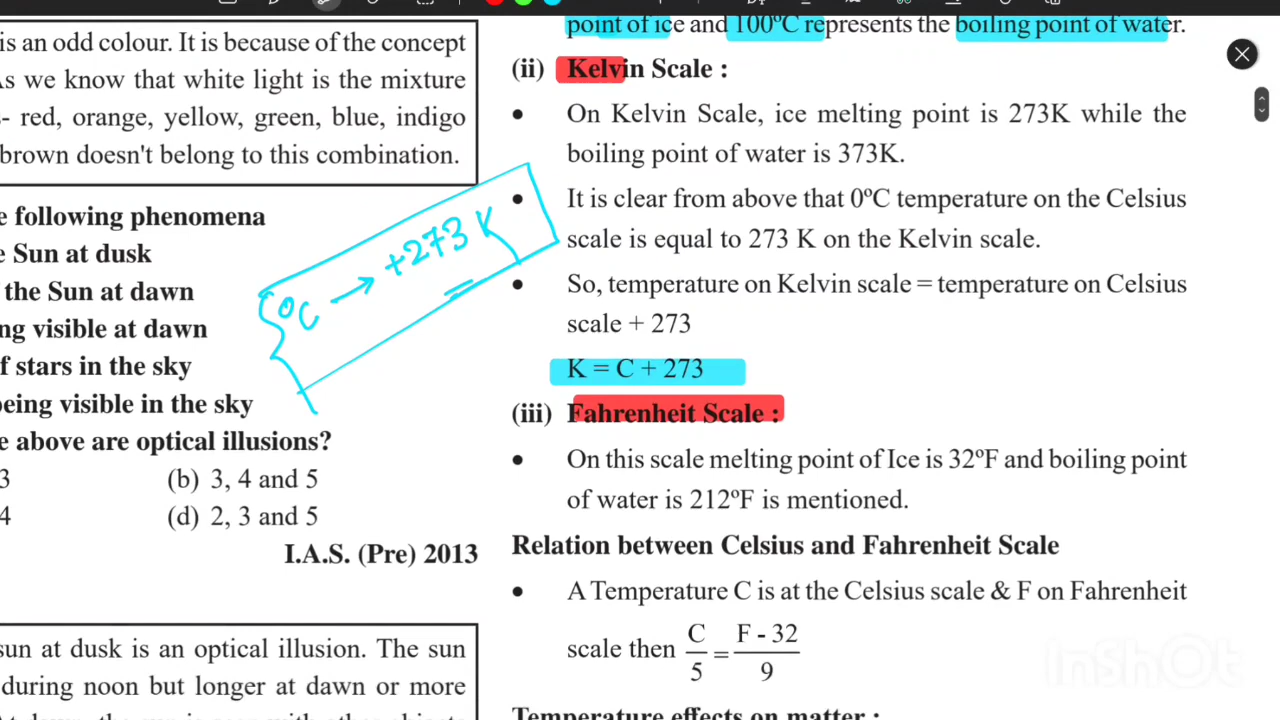 is an odd colour. It is because of the concept
As we know that white light is the mixture
- red, orange, yellow, green, blue, indigo
brown doesn't belong to this combination.
e following phenomena
e Sun at dusk
the Sun at dawn
ng visible at dawn
f stars in the sky
being visible in the sky
e above are optical illusions?
3 (b) 3, 4 and 5
4 (d) 2, 3 and 5
I.A.S. (Pre) 2013
sun at dusk is an optical illusion. The sun
during noon but longer at dawn or more
0°C → +273 K
point of ice and 100ºC represents the boiling point of water.
(ii) Kelvin Scale :
• On Kelvin Scale, ice melting point is 273K while the
boiling point of water is 373K.
• It is clear from above that 0ºC temperature on the Celsius
scale is equal to 273 K on the Kelvin scale.
• So, temperature on Kelvin scale = temperature on Celsius
scale + 273
K = C + 273
(iii) Fahrenheit Scale :
• On this scale melting point of Ice is 32ºF and boiling point
of water is 212ºF is mentioned.
Relation between Celsius and Fahrenheit Scale
• A Temperature C is at the Celsius scale & F on Fahrenheit
scale then C/5 = F - 32/9
Temperature effects on matter :
InShOt